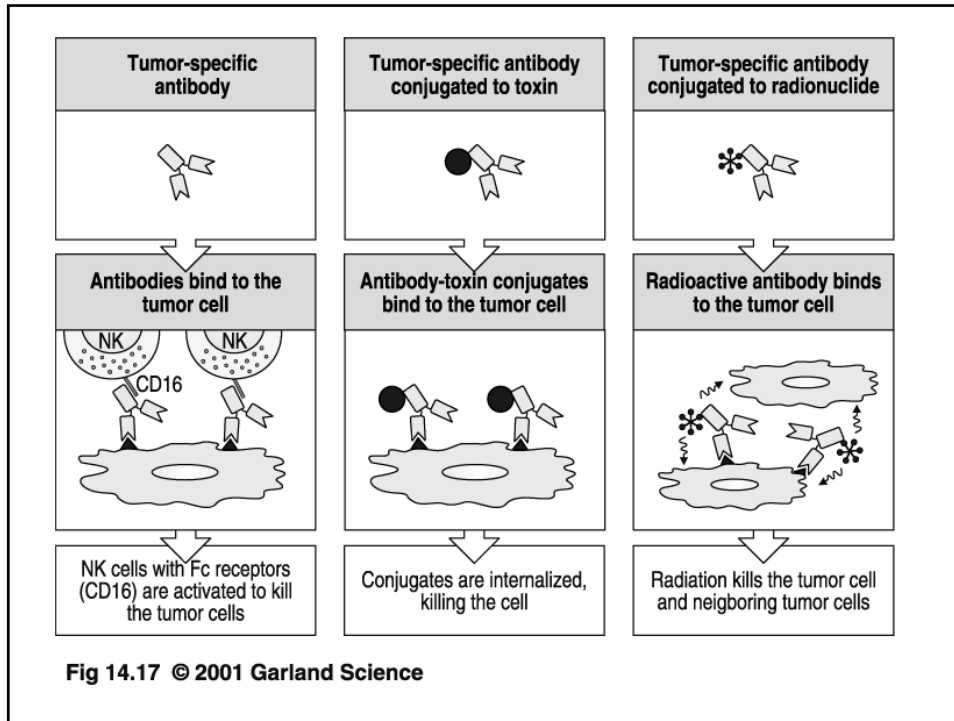 Tumor-specific
antibody
Tumor-specific antibody
conjugated to toxin
Tumor-specific antibody
conjugated to radionuclide
Antibodies bind to the
tumor cell
Antibody-toxin conjugates
bind to the tumor cell
Radioactive antibody binds
to the tumor cell
NK
NK
CD16
NK cells with Fc receptors
(CD16) are activated to kill
the tumor cells
Conjugates are internalized,
killing the cell
Radiation kills the tumor cell
and neigboring tumor cells
Fig 14.17 © 2001 Garland Science